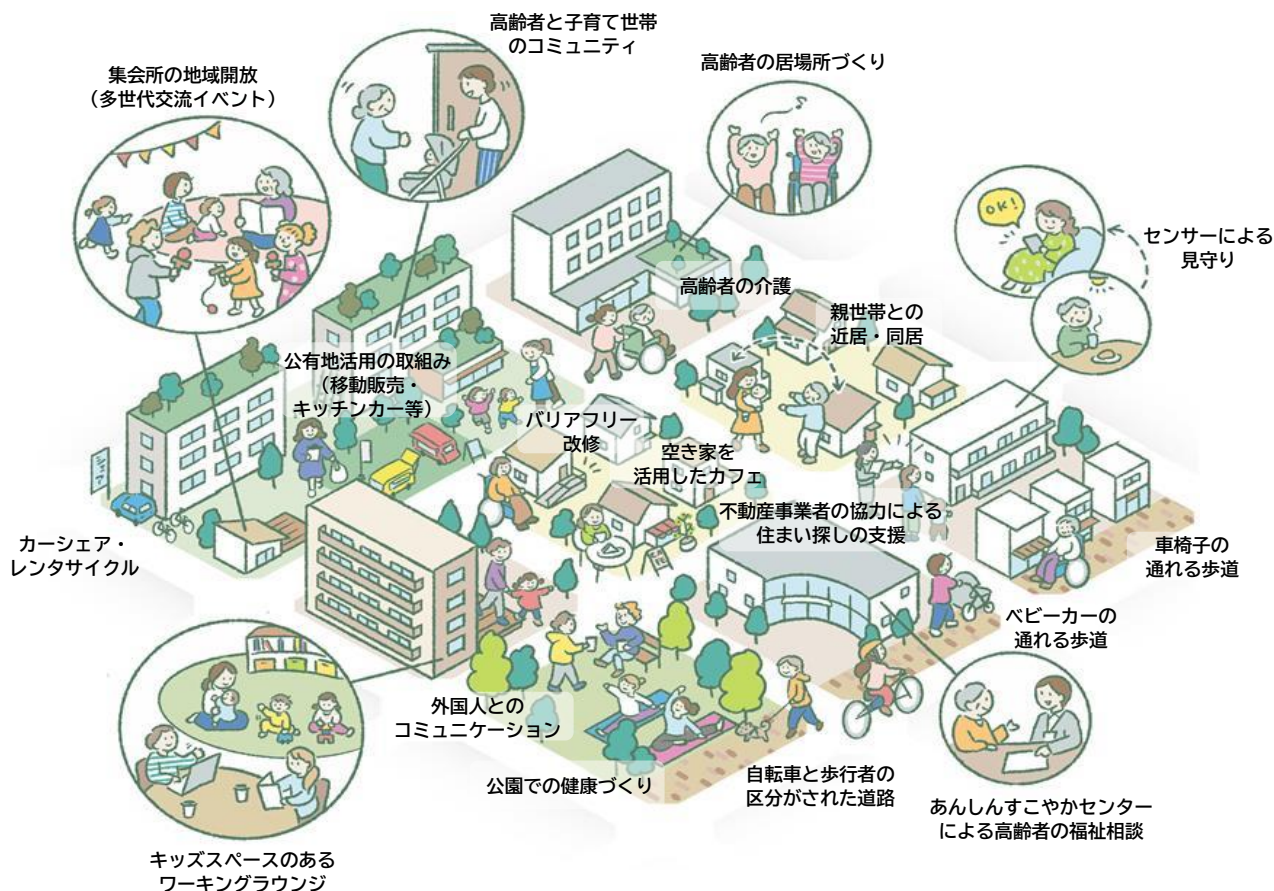 高齢者と子育て世帯
のコミュニティ
集会所の地域開放
（多世代交流イベント）
高齢者の居場所づくり
OK!
センサーによる
見守り
高齢者の介護
親世帯との
近居・同居
公有地活用の取組み
（移動販売・
キッチンカー等）
バリアフリー
改修
空き家を
活用したカフェ
不動産事業者の協力による
住まい探しの支援
カーシェア・
レンタサイクル
車椅子の
通れる歩道
ベビーカーの
通れる歩道
外国人との
コミュニケーション
公園での健康づくり
自転車と歩行者の
区分がされた道路
あんしんすこやかセンター
による高齢者の福祉相談
キッズスペースのある
ワーキングラウンジ